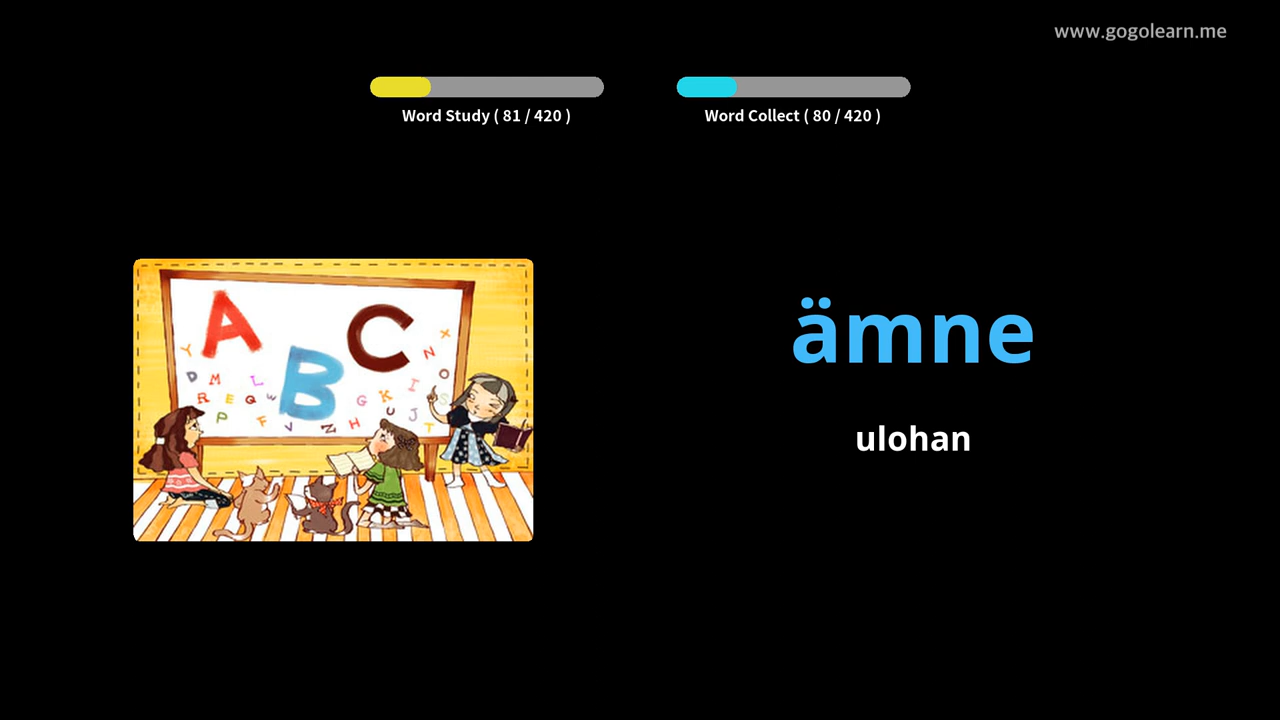 www.gogolearn.me
Word Study ( 81 / 420 )
Word Collect ( 80 / 420 )
A
B
C
Y
X
N
D M L
O
R E Q W
G K I
S
P F V Z H U J T
ämne
ulohan